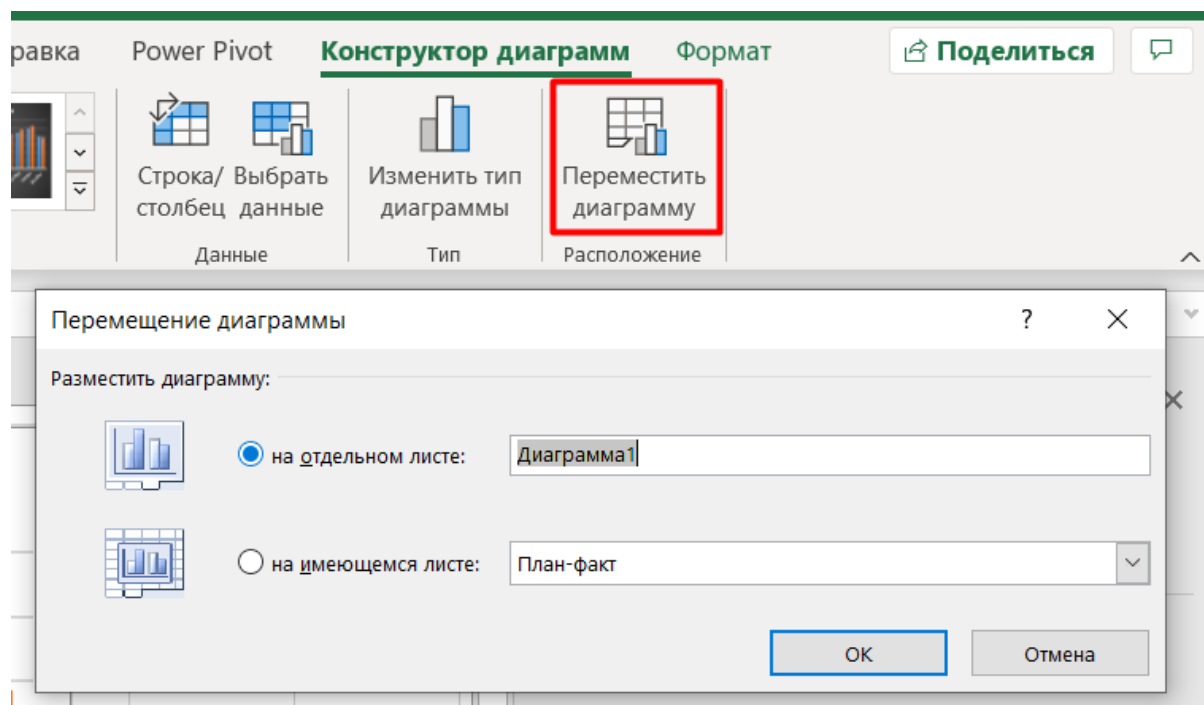 равка Power Pivot Конструктор диаграмм Формат Поделиться
Строка/ Выбрать Изменить тип Переместить
столбец данные диаграммы диаграмму
Данные Тип Расположение
Перемещение диаграммы ?
Разместить диаграмму:
на отдельном листе: Диаграмма1
на имеющемся листе: План-факт
ОК Отмена